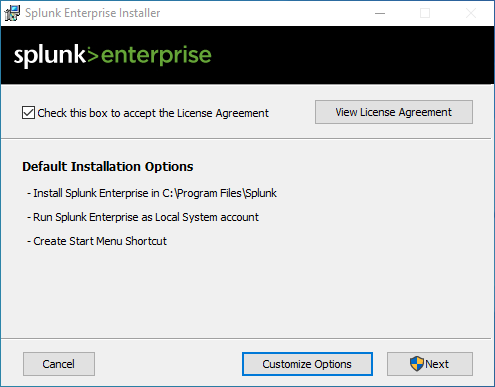 Splunk Enterprise Installer
splunk>enterprise
Check this box to accept the License Agreement
View License Agreement
Default Installation Options
- Install Splunk Enterprise in C:\Program Files\Splunk
- Run Splunk Enterprise as Local System account
- Create Start Menu Shortcut
Cancel
Customize Options
Next